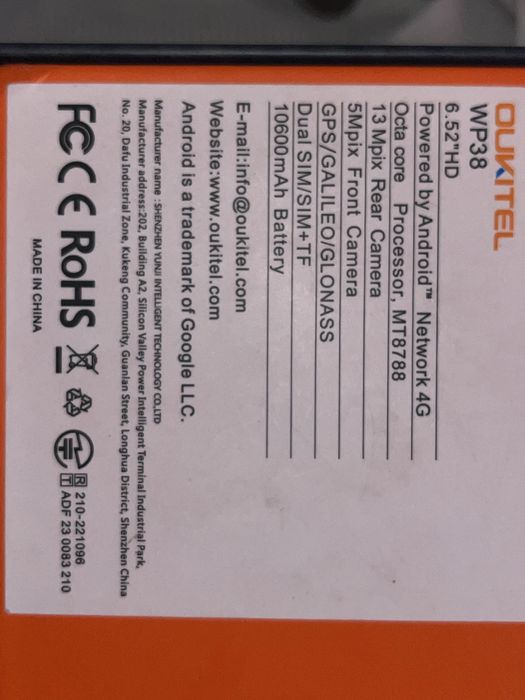 OUKITEL
WP38
6.52"HD
Powered by Android™ Network 4G
Octa core Processor, MT8788
13 Mpix Rear Camera
5Mpix Front Camera
GPS/GALILEO/GLONASS
Dual SIM/SIM+TF
10600mAh Battery
E-mail:info@oukitel.com
Website:www.oukitel.com
Android is a trademark of Google LLC.
Manufacturer name : SHENZHEN YUNJI INTELLIGENT TECHNOLOGY CO.,LTD
Manufacturer address:202, Building A2, Silicon Valley Power Intelligent Terminal Industrial Park,
No. 20, Dafu Industrial Zone, Kukeng Community, Guanlan Street, Longhua District, Shenzhen China
FC CE RoHS
R 210-221096
T ADF 23 0083 210
MADE IN CHINA